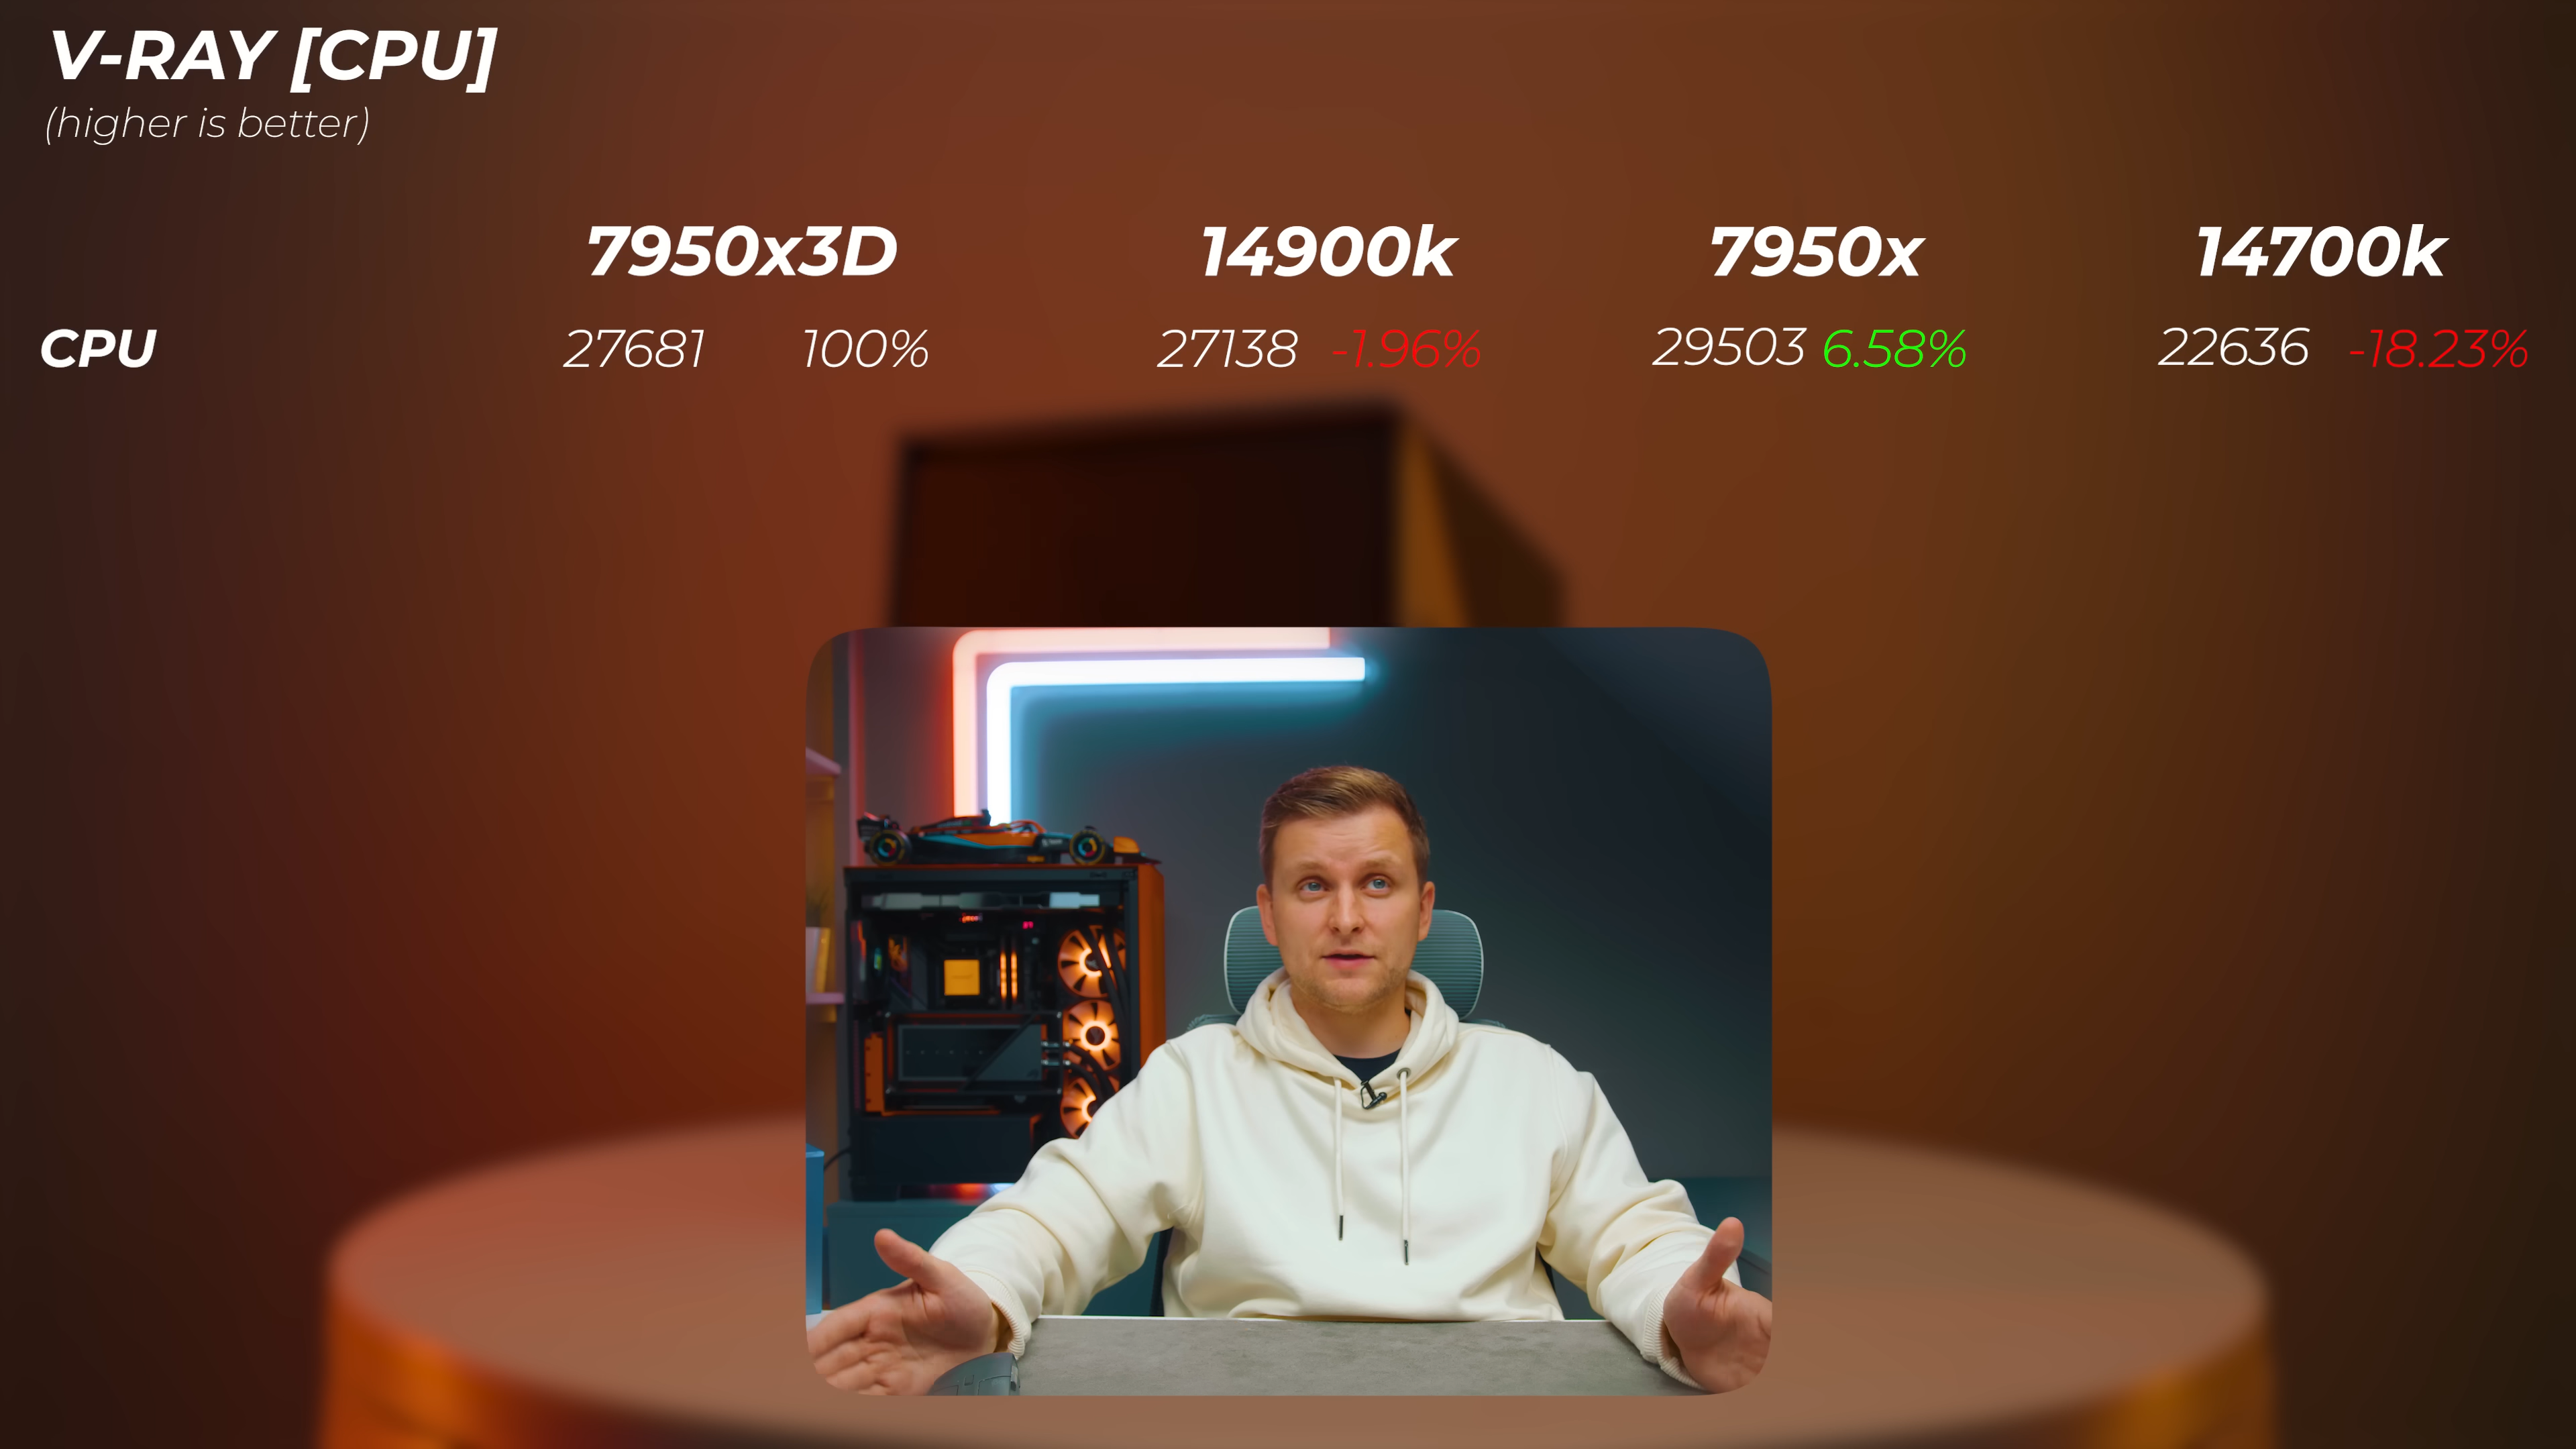 V-RAY [CPU]
(higher is better)
7950x3D 14900k 7950x 14700k
CPU 27681 100% 27138 -1.96% 29503 6.58% 22636 -18.23%